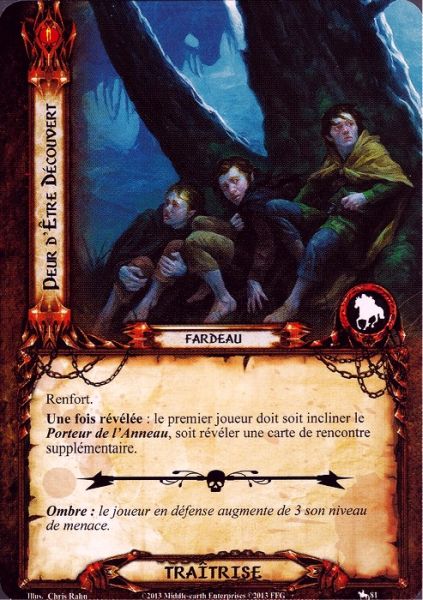 PEUR D'ÊTRE DÉCOUVERT
FARDEAU
Renfort.
Une fois révélée : le premier joueur doit soit incliner le
Porteur de l'Anneau, soit révéler une carte de rencontre
supplémentaire.
Ombre : le joueur en défense augmente de 3 son niveau
de menace.
TRAÎTRISE
Illus. Chris Rahn
©2013 Middle-earth Enterprises ©2013 FFG
81